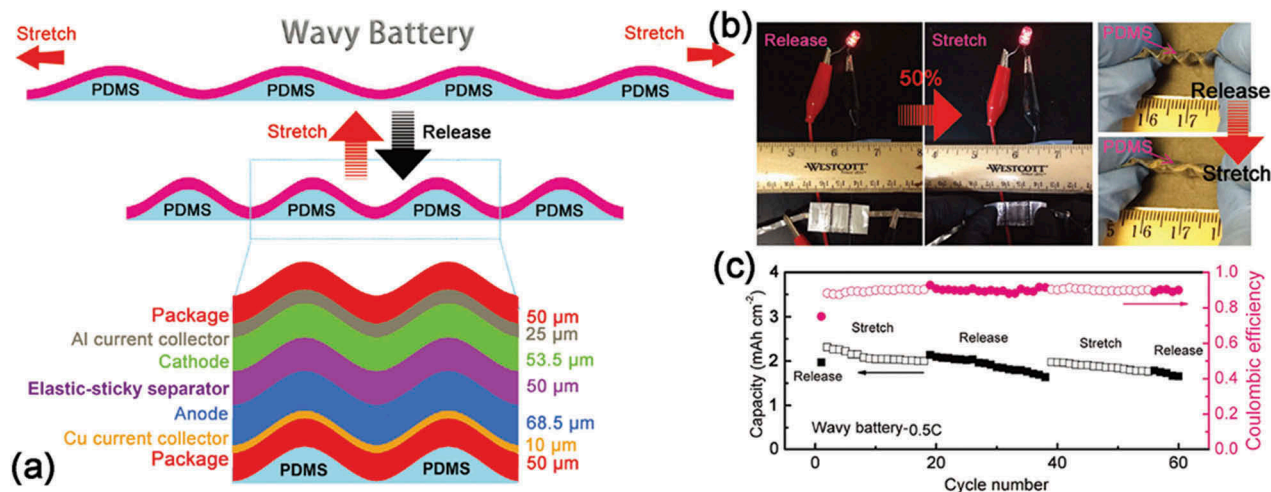 Wavy Battery
Stretch
Stretch
PDMS PDMS PDMS PDMS
Stretch
Release
PDMS PDMS PDMS PDMS
Package 50 µm
Al current collector 25 µm
Cathode 53.5 µm
Elastic-sticky separator 50 µm
Anode 68.5 µm
Cu current collector 10 µm
Package 50 µm
PDMS PDMS
(a)
(b)
Release
Stretch
50%
WESTCOTT
WESTCOTT
PDMS
Release
PDMS
Stretch
(c)
Capacity (mAh cm⁻²)
4
3
2
1
0
Stretch
Release
Stretch
Release
Release
Wavy battery-0.5C
0 20 40 60
Cycle number
1.0
0.8
0.6
0.4
0.2
0.0
Coulombic efficiency